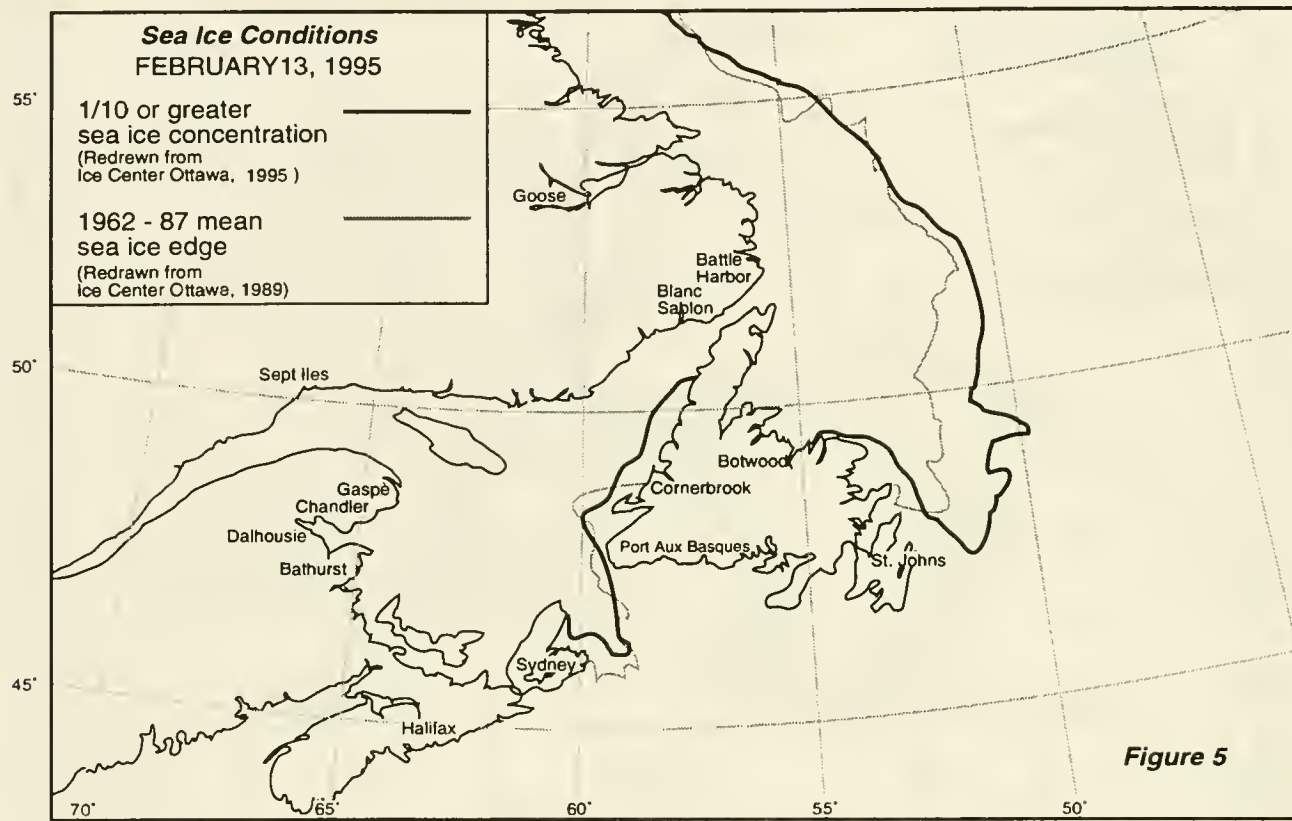 Sea Ice Conditions
FEBRUARY13, 1995
1/10 or greater
sea ice concentration
(Redrewn from
Ice Center Ottawa, 1995 )
1962 - 87 mean
sea ice edge
(Redrawn from
Ice Center Ottawa, 1989)
55°
Goose
Battle
Harbor
Blanc
Sablon
50°
Sept Iles
Botwood
Gaspè
Cornerbrook
Chandler
Dalhousie
Port Aux Basques
Bathurst
St. Johns
Sydney
45°
Halifax
Figure 5
70°
65°
60°
55°
50°